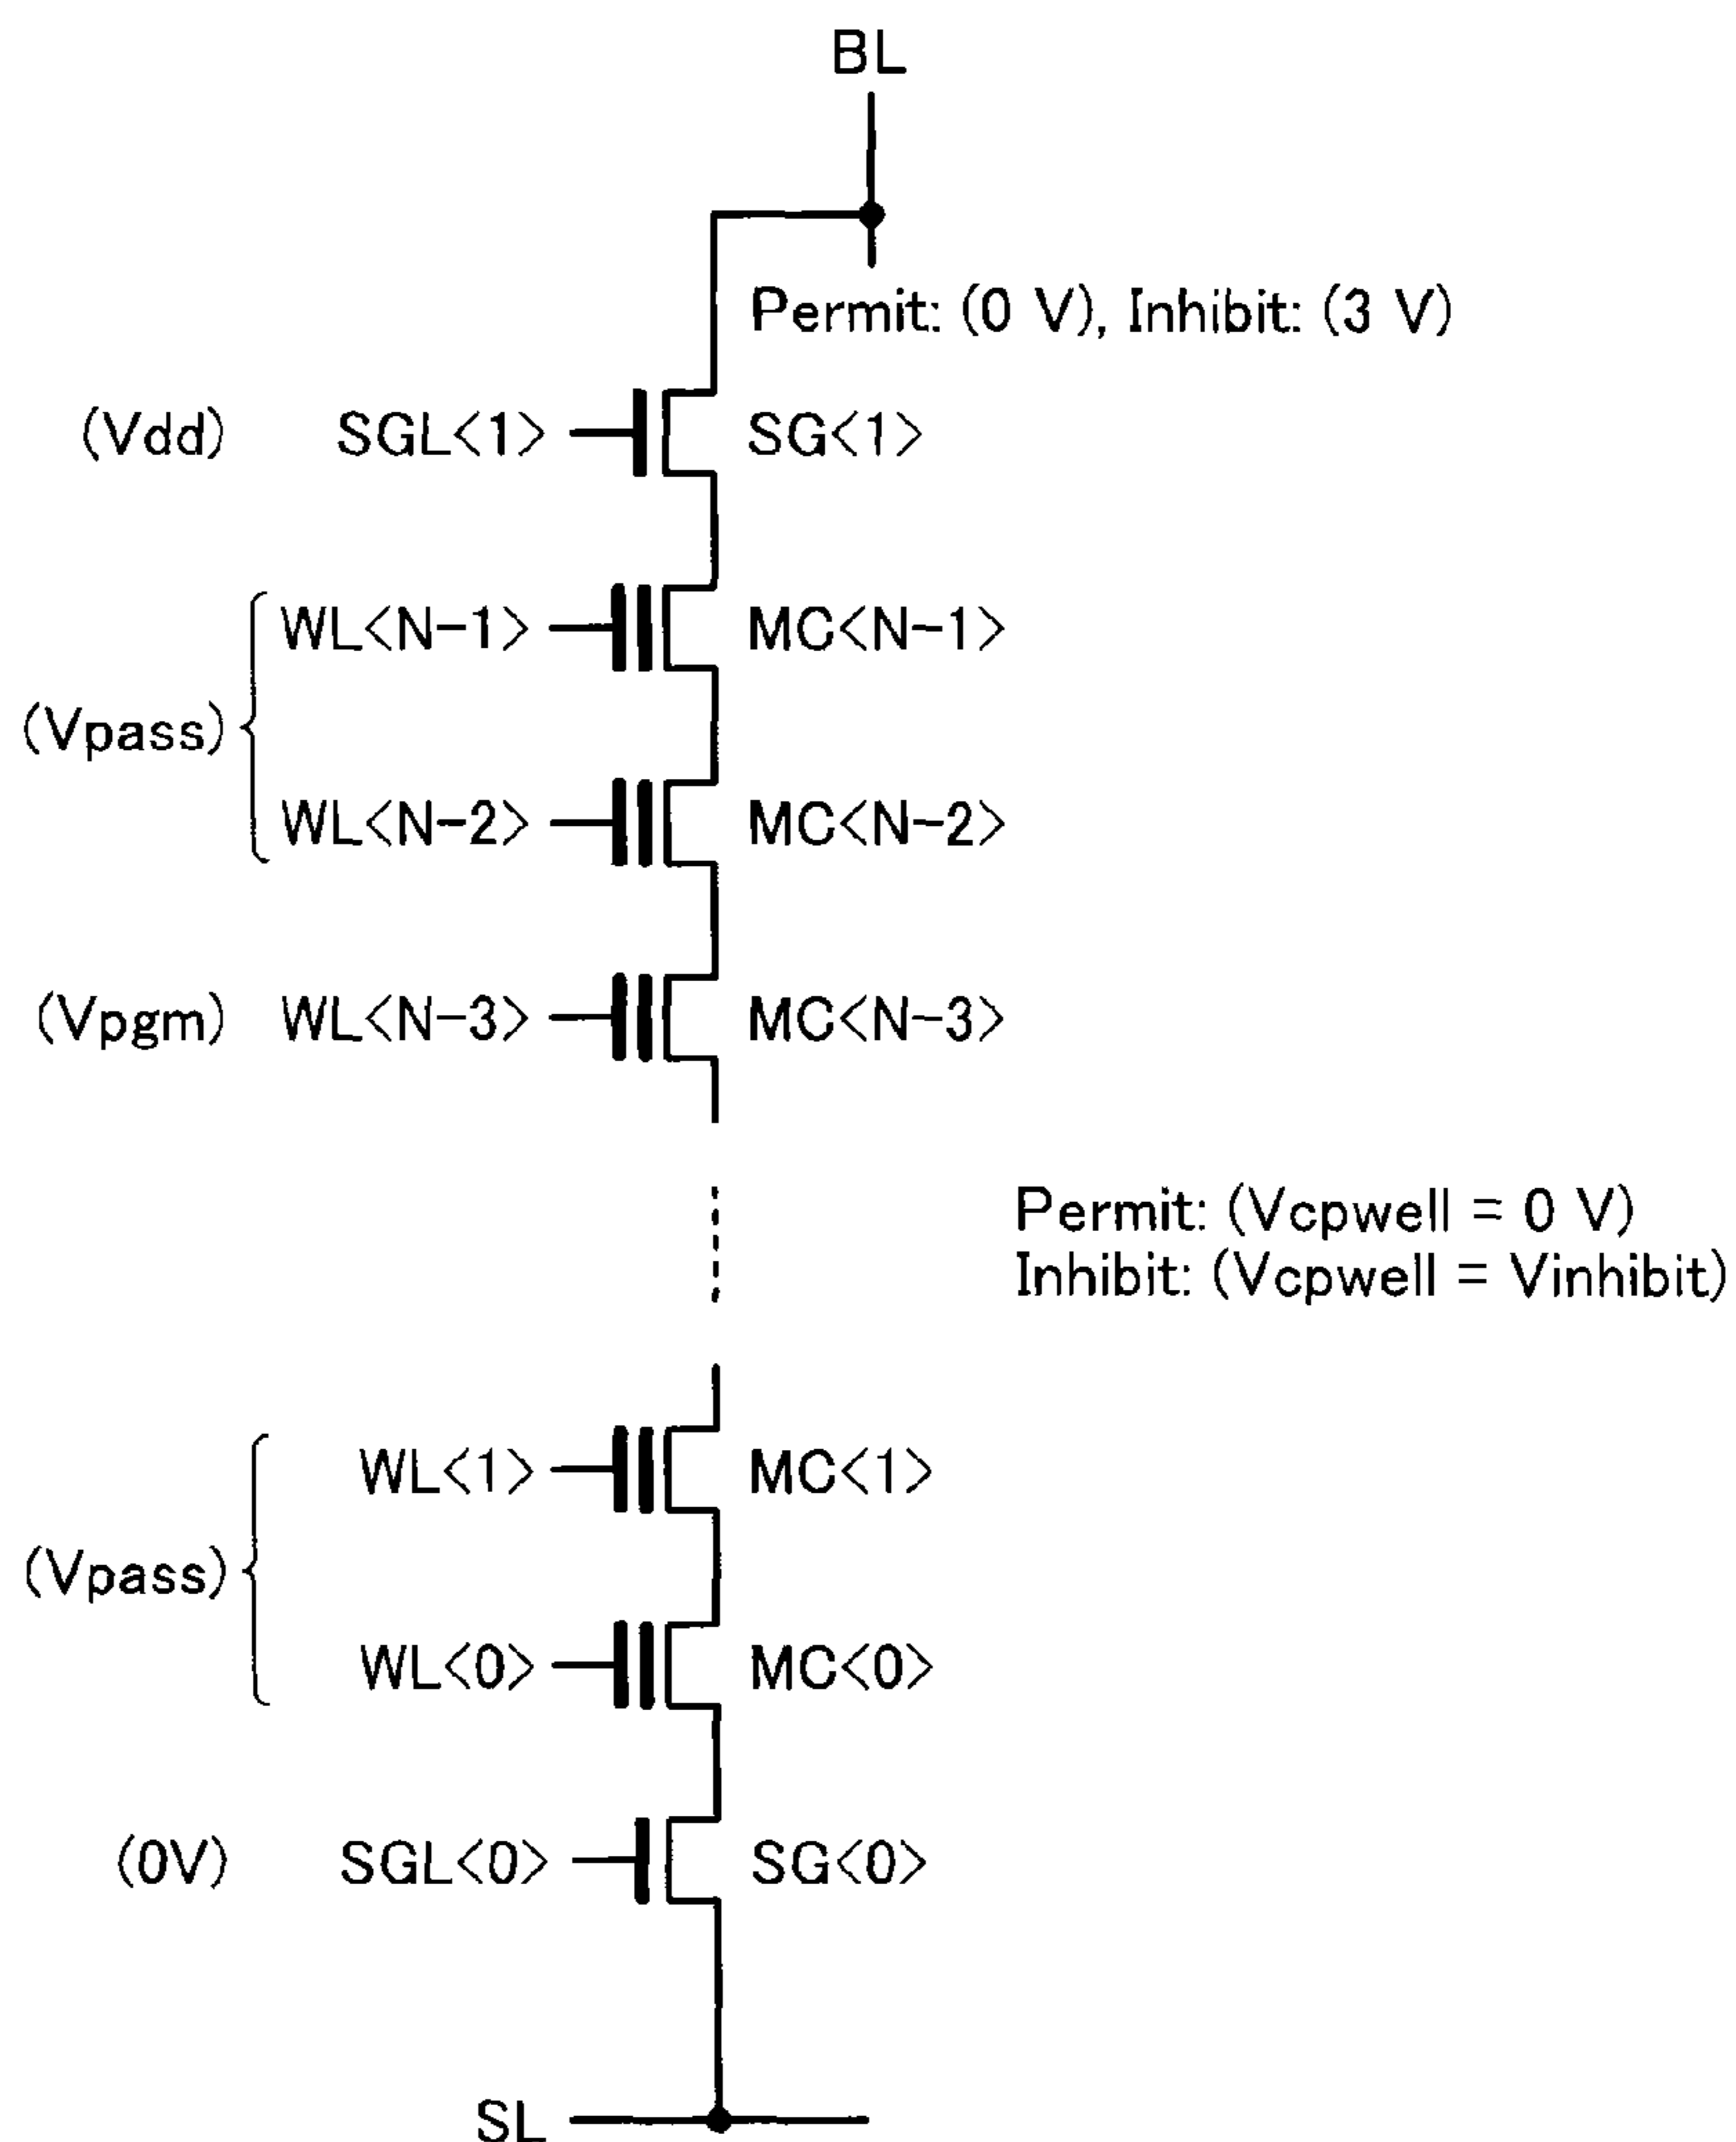 BL
Permit: (0 V), Inhibit: (3 V)
(Vdd) SGL<1> SG<1>
WL<N-1> MC<N-1>
(Vpass)
WL<N-2> MC<N-2>
(Vpgm) WL<N-3> MC<N-3>
Permit: (Vcpwell = 0 V)
Inhibit: (Vcpwell = Vinhibit)
WL<1> MC<1>
(Vpass)
WL<0> MC<0>
(0V) SGL<0> SG<0>
SL